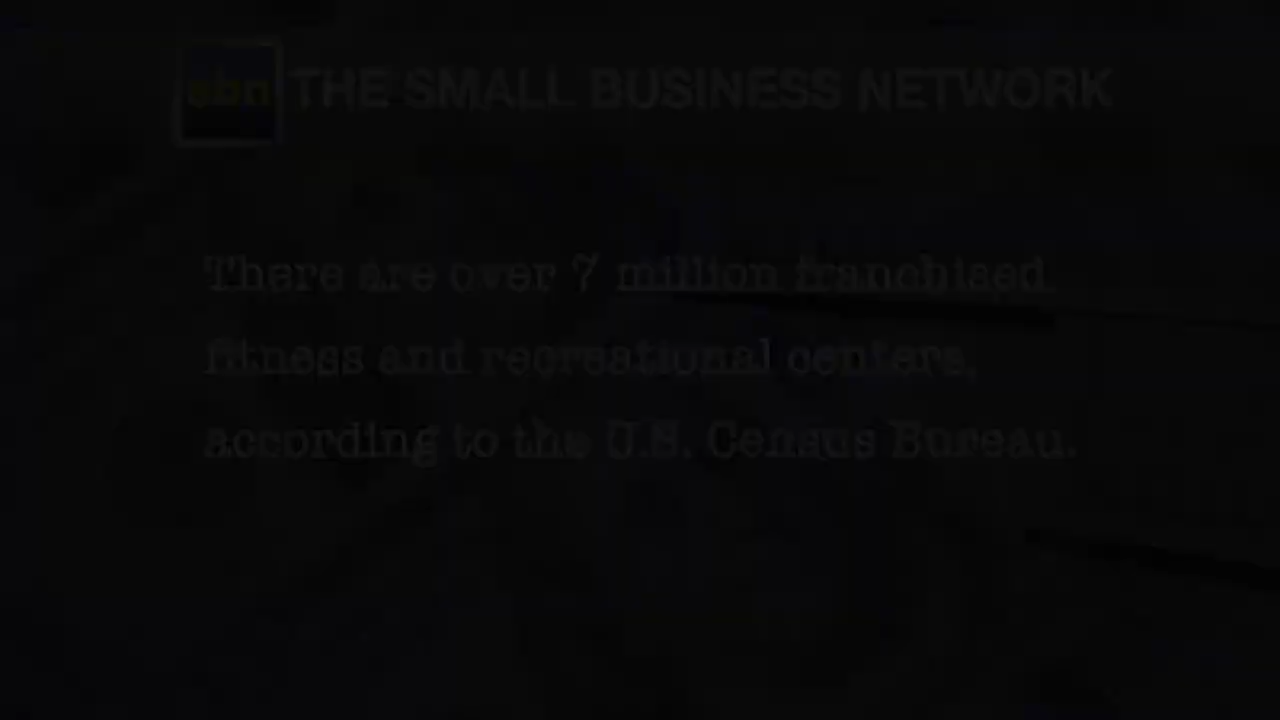 sbn THE SMALL BUSINESS NETWORK
There are over 7 million franchised
fitness and recreational centers,
according to the U.S. Census Bureau.